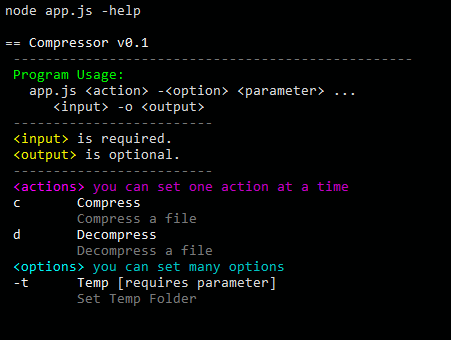 node app.js -help
== Compressor v0.1
--------------------------------------------------
Program Usage:
app.js <action> -<option> <parameter> ...
<input> -o <output>
-------------------------
<input> is required.
<output> is optional.
-------------------------
<actions> you can set one action at a time
c Compress
Compress a file
d Decompress
Decompress a file
<options> you can set many options
-t Temp [requires parameter]
Set Temp Folder